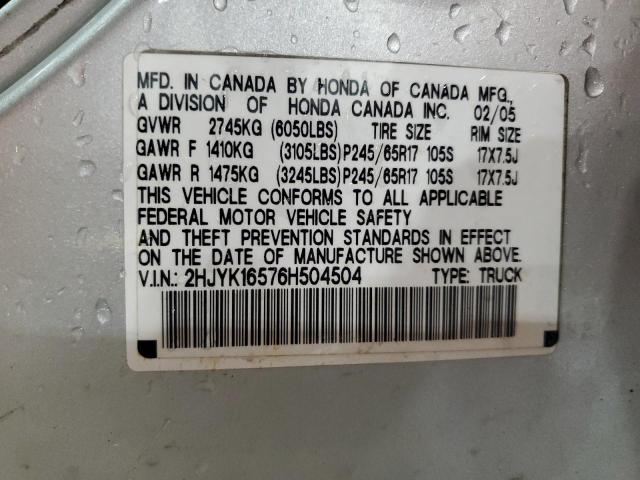 MFD. IN CANADA BY HONDA OF CANADA MFG.,
A DIVISION OF HONDA CANADA INC. 02/05
GVWR 2745KG (6050LBS) TIRE SIZE RIM SIZE
GAWR F 1410KG (3105LBS)P245/65R17 105S 17X7.5J
GAWR R 1475KG (3245LBS)P245/65R17 105S 17X7.5J
THIS VEHICLE CONFORMS TO ALL APPLICABLE
FEDERAL MOTOR VEHICLE SAFETY
AND THEFT PREVENTION STANDARDS IN EFFECT
ON THE DATE OF MANUFACTURE SHOWN ABOVE.
V.I.N.: 2HJYK16576H504504 TYPE: TRUCK